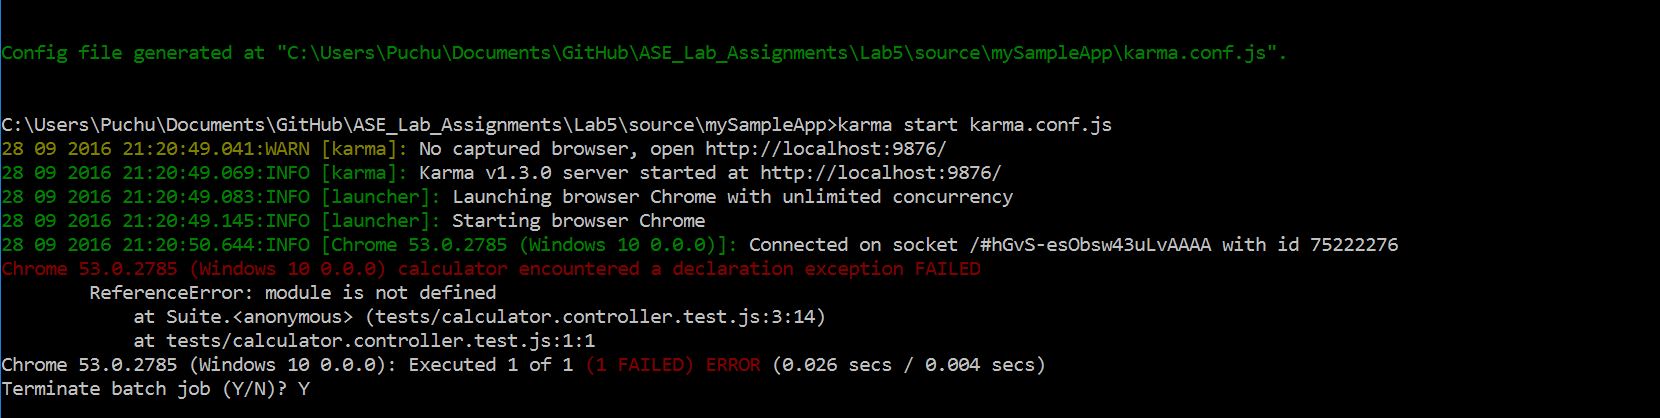 Config file generated at "C:\Users\Puchu\Documents\GitHub\ASE_Lab_Assignments\Lab5\source\mySampleApp\karma.conf.js".
C:\Users\Puchu\Documents\GitHub\ASE_Lab_Assignments\Lab5\source\mySampleApp>karma start karma.conf.js
28 09 2016 21:20:49.041:WARN [karma]: No captured browser, open http://localhost:9876/
28 09 2016 21:20:49.069:INFO [karma]: Karma v1.3.0 server started at http://localhost:9876/
28 09 2016 21:20:49.083:INFO [launcher]: Launching browser Chrome with unlimited concurrency
28 09 2016 21:20:49.145:INFO [launcher]: Starting browser Chrome
28 09 2016 21:20:50.644:INFO [Chrome 53.0.2785 (Windows 10 0.0.0)]: Connected on socket /#hGvS-esObsw43uLvAAAA with id 75222276
Chrome 53.0.2785 (Windows 10 0.0.0) calculator encountered a declaration exception FAILED
ReferenceError: module is not defined
at Suite.<anonymous> (tests/calculator.controller.test.js:3:14)
at tests/calculator.controller.test.js:1:1
Chrome 53.0.2785 (Windows 10 0.0.0): Executed 1 of 1 (1 FAILED) ERROR (0.026 secs / 0.004 secs)
Terminate batch job (Y/N)? Y